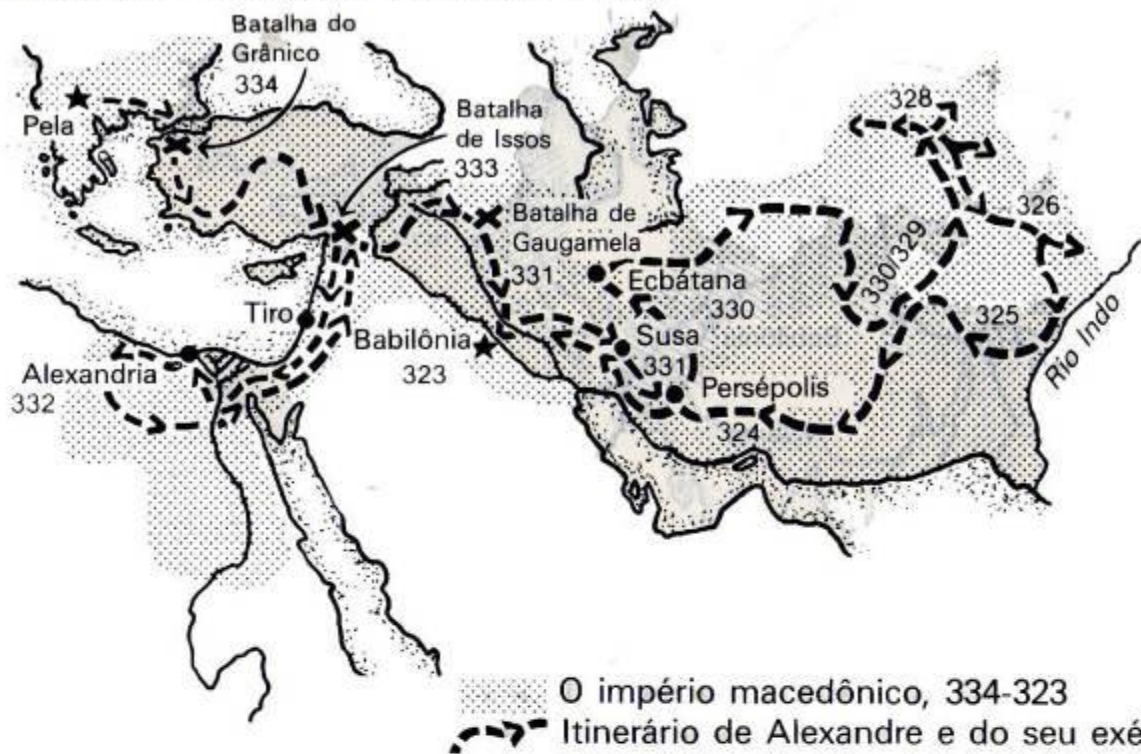 Batalha do
Grânico
334
Pela
Batalha
de Issos
333
328
Batalha de
Gaugamela
331
Ecbátana
330
330/329
326
325
Rio Indo
Tiro
Babilônia
323
Susa
331
Persépolis
324
Alexandria
332
O império macedônico, 334-323
Itinerário de Alexandre e do seu exé